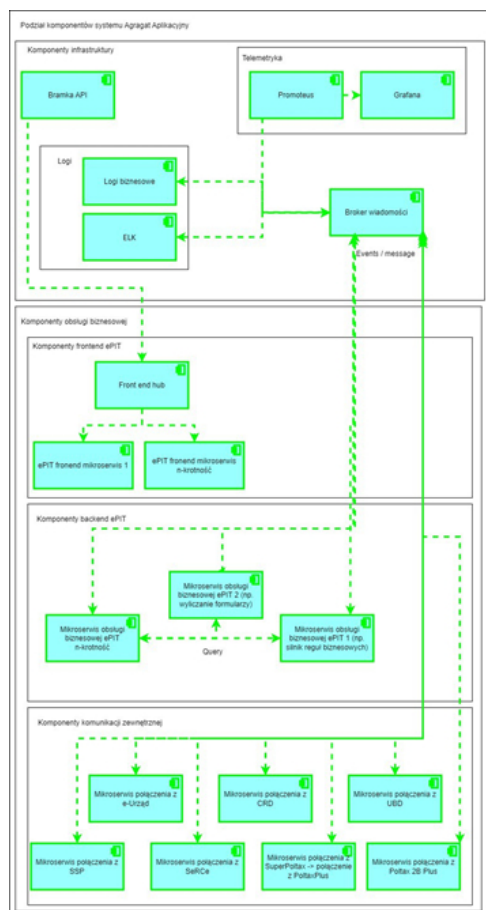 Podział komponentów systemu Agragat Aplikacyjny
Komponenty infrastruktury
Telemetryka
Bramka API
Promoteus
Grafana
Logi
Logi biznesowe
ELK
Broker wiadomości
Events / message
Komponenty obsługi biznesowej
Komponenty frontend ePIT
Front end hub
ePIT fronend mikroserwis 1
ePIT fronend mikroserwis
n-krotność
Komponenty backend ePIT
Mikroserwis obsługi
biznesowej ePIT 2 (np.
wyliczanie formularzy)
Mikroserwis obsługi
biznesowej ePIT
n-krotność
Mikroserwis obsługi
biznesowej ePIT 1 (np.
silnik reguł biznesowych)
Query
Komponenty komunikacji zewnętrznej
Mikroserwis połączenia z
e-Urząd
Mikroserwis połączenia z
CRD
Mikroserwis połączenia z
UBD
Mikroserwis połączenia z
SSP
Mikroserwis połączenia z
SeRCe
Mikroserwis połączenia z
SuperPoltax -> połączenie
z PoltaxPlus
Mikroserwis połączenia z
Poltax 2B Plus